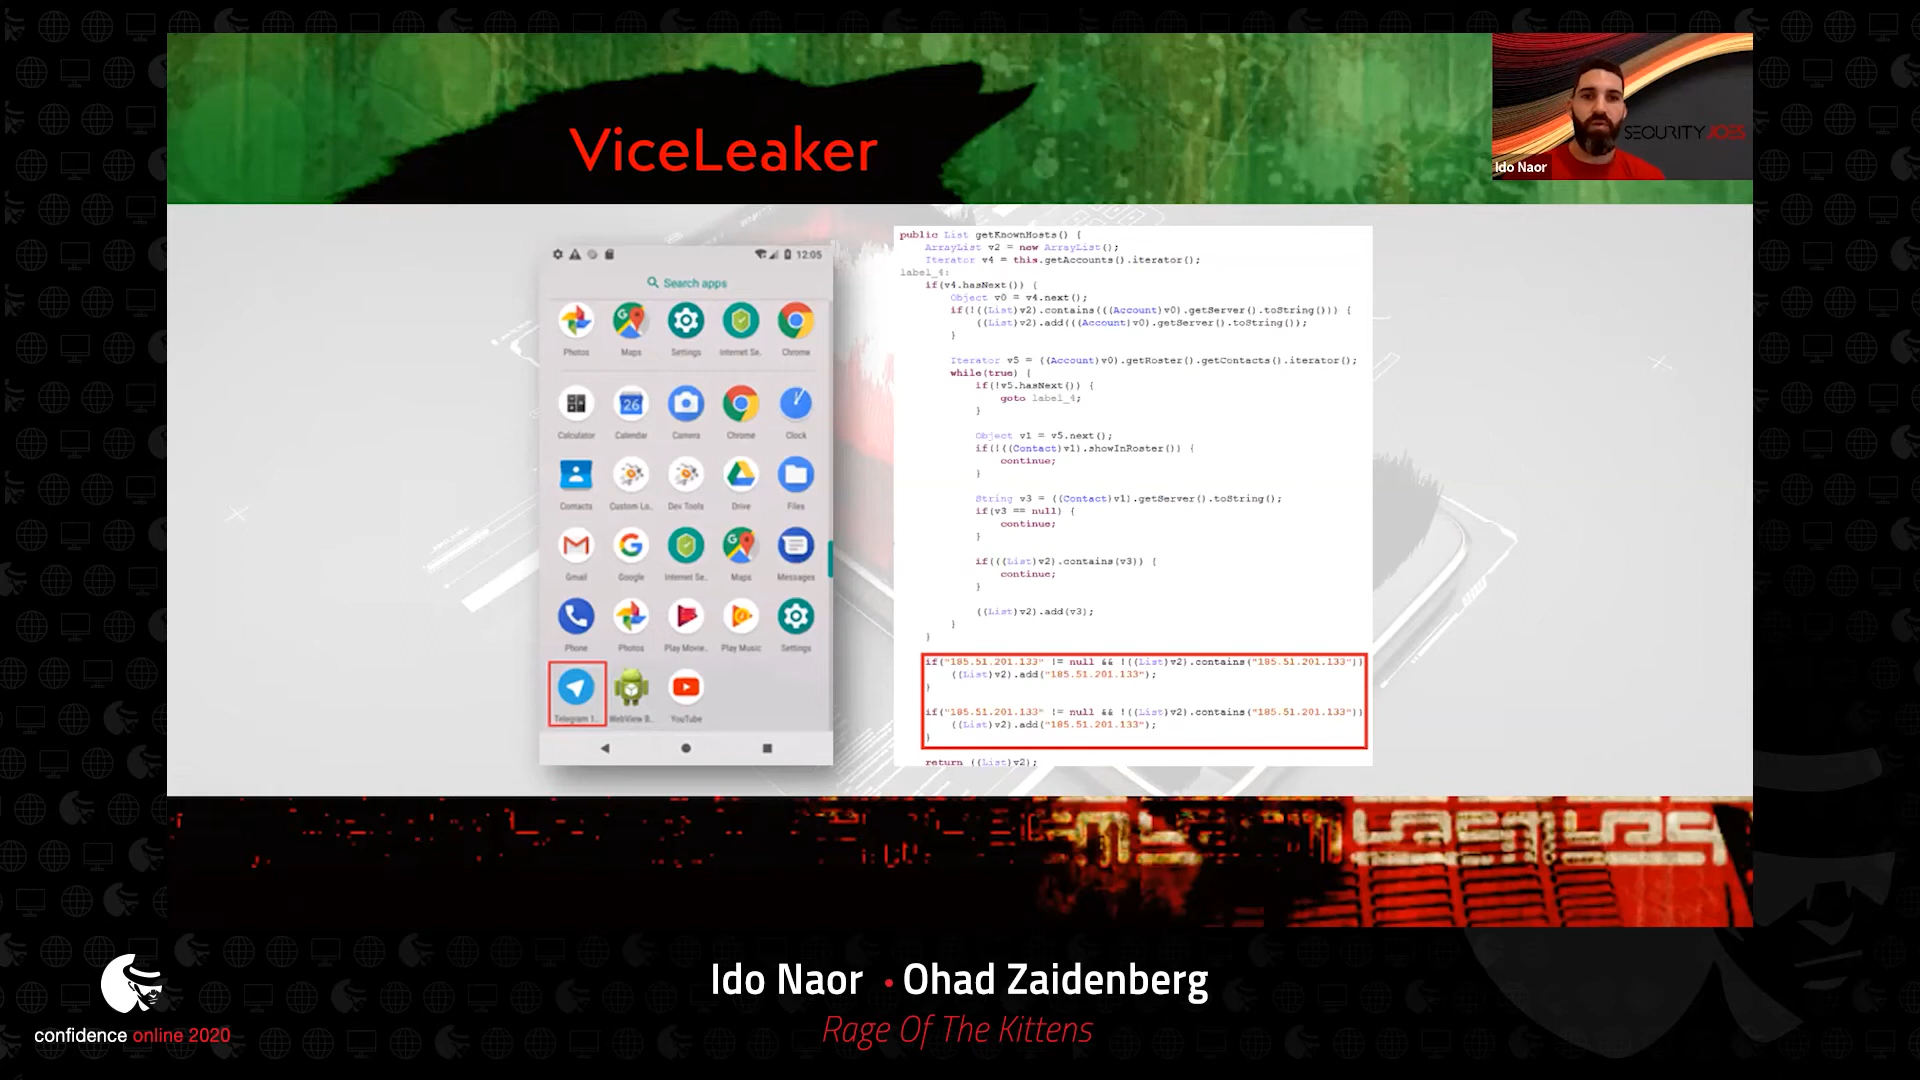 ViceLeaker
SECURITY JOES
Ido Naor
12:05
Search apps
Photos Maps Settings Internet Se.. Chrome
Calculator Calendar Camera Chrome Clock
26
Contacts Custom Lo.. Dev Tools Drive Files
Gmail Google Internet Se.. Maps Messages
Phone Photos Play Movie.. Play Music Settings
Telegram I.. WebView B.. YouTube
public List getKnownHosts() {
ArrayList v2 = new ArrayList();
Iterator v4 = this.getAccounts().iterator();
label_4:
if(v4.hasNext()) {
Object v0 = v4.next();
if(!((List)v2).contains(((Account)v0).getServer().toString())) {
((List)v2).add(((Account)v0).getServer().toString());
}
Iterator v5 = ((Account)v0).getRoster().getContacts().iterator();
while(true) {
if(!v5.hasNext()) {
goto label_4;
}
Object v1 = v5.next();
if(!((Contact)v1).showInRoster()) {
continue;
}
String v3 = ((Contact)v1).getServer().toString();
if(v3 == null) {
continue;
}
if(((List)v2).contains(v3)) {
continue;
}
((List)v2).add(v3);
}
}
if("185.51.201.133" != null && !((List)v2).contains("185.51.201.133"))
((List)v2).add("185.51.201.133");
}
if("185.51.201.133" != null && !((List)v2).contains("185.51.201.133"))
((List)v2).add("185.51.201.133");
}
return ((List)v2);
Ido Naor • Ohad Zaidenberg
Rage Of The Kittens
confidence online 2020